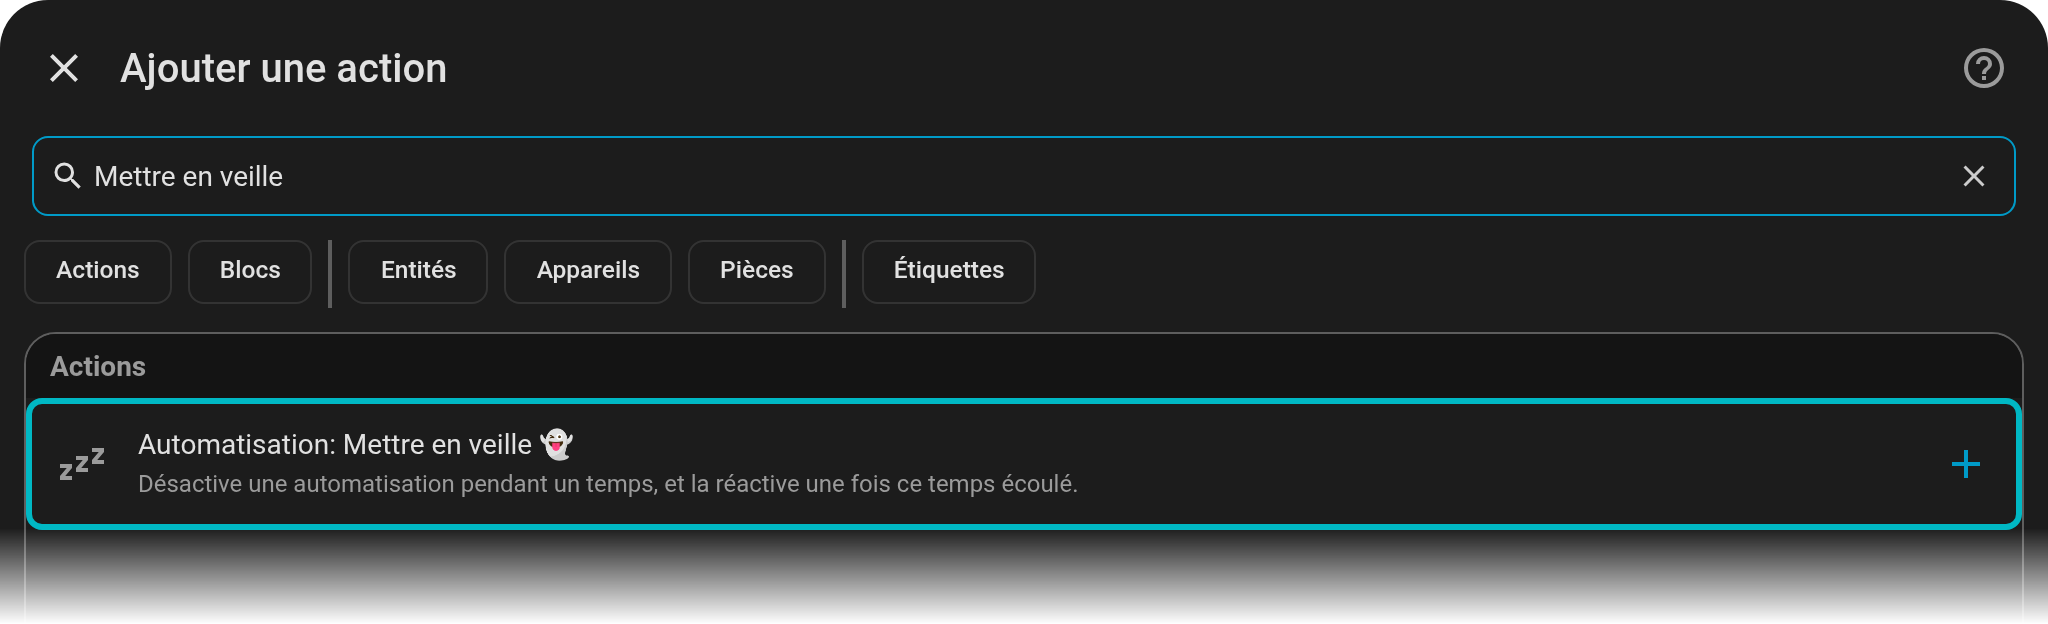 Ajouter une action
Mettre en veille
Actions Blocs Entités Appareils Pièces Étiquettes
Actions
Automatisation: Mettre en veille 👻
Désactive une automatisation pendant un temps, et la réactive une fois ce temps écoulé.